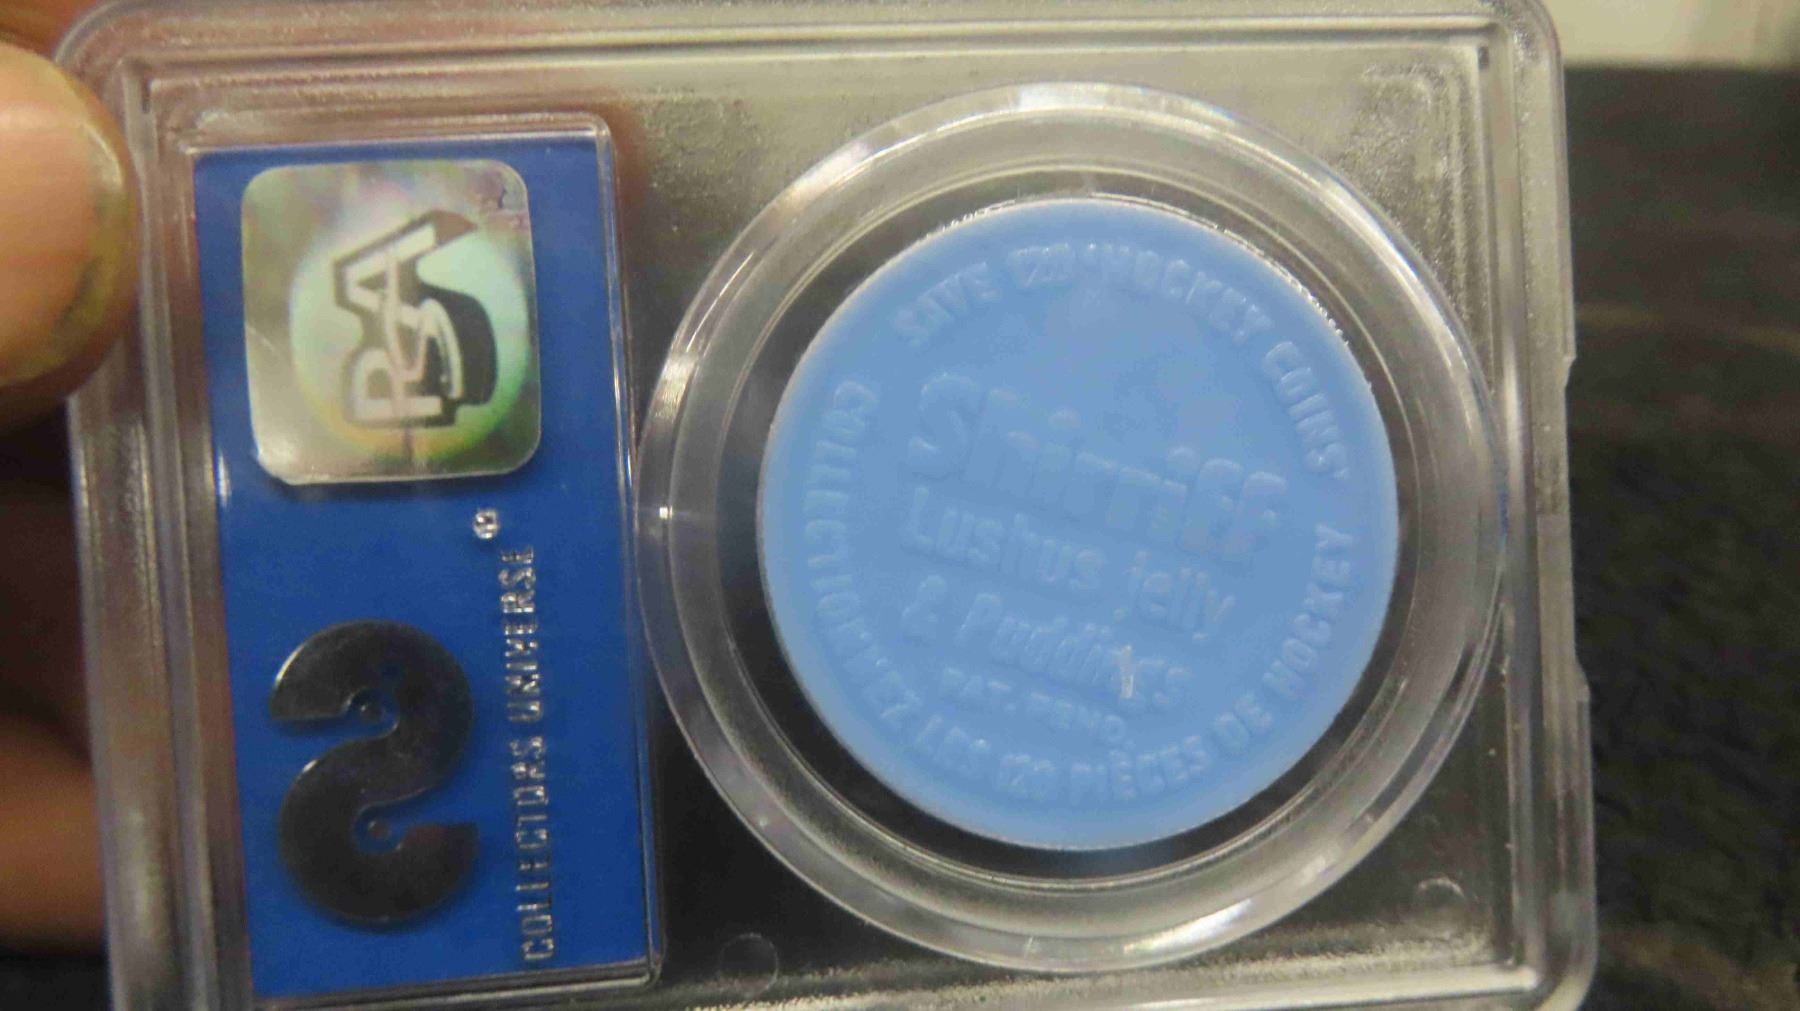 PSA
COLLECTORS UNIVERSE®
SAVE 120 "HOCKEY COINS"
Shirriff
Lushus jelly
& Puddings
PAT. PEND.
COLLECTIONNEZ LES 120 PIÈCES DE HOCKEY